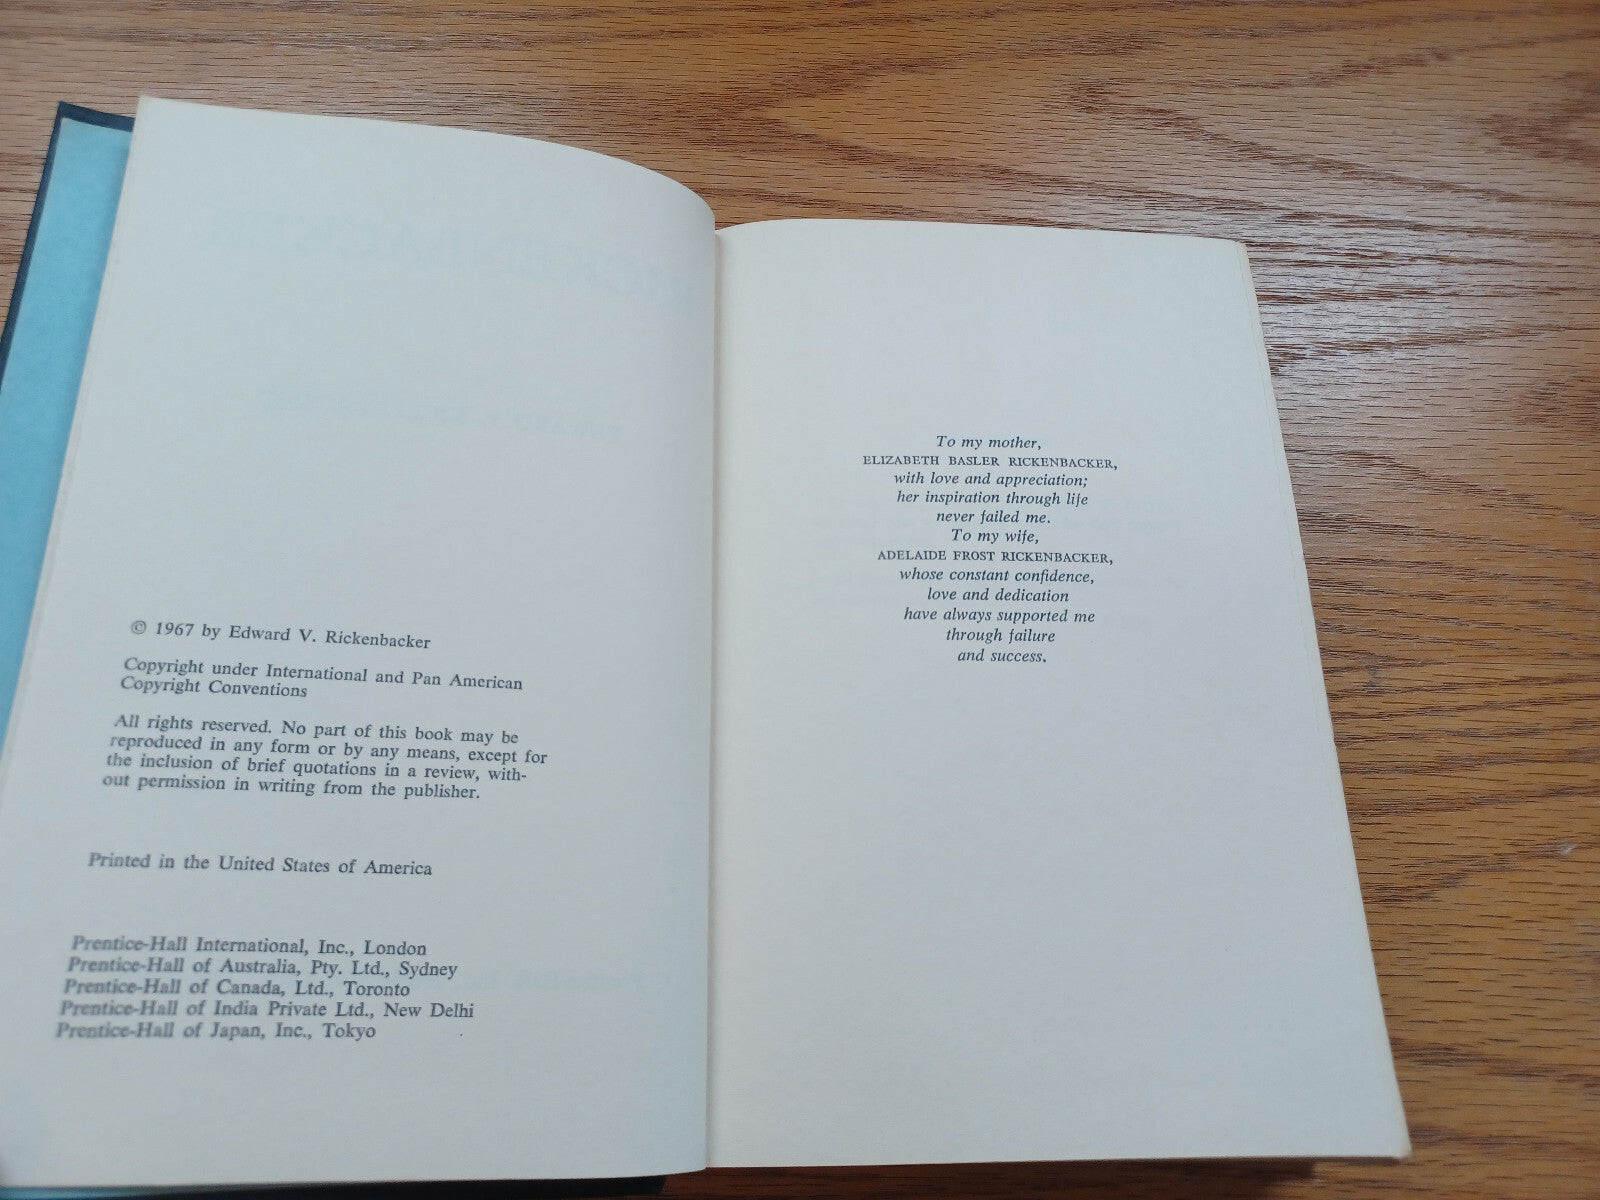 © 1967 by Edward V. Rickenbacker
Copyright under International and Pan American
Copyright Conventions
All rights reserved. No part of this book may be
reproduced in any form or by any means, except for
the inclusion of brief quotations in a review, with-
out permission in writing from the publisher.
Printed in the United States of America
Prentice-Hall International, Inc., London
Prentice-Hall of Australia, Pty. Ltd., Sydney
Prentice-Hall of Canada, Ltd., Toronto
Prentice-Hall of India Private Ltd., New Delhi
Prentice-Hall of Japan, Inc., Tokyo
To my mother,
ELIZABETH BASLER RICKENBACKER,
with love and appreciation;
her inspiration through life
never failed me.
To my wife,
ADELAIDE FROST RICKENBACKER,
whose constant confidence,
love and dedication
have always supported me
through failure
and success.